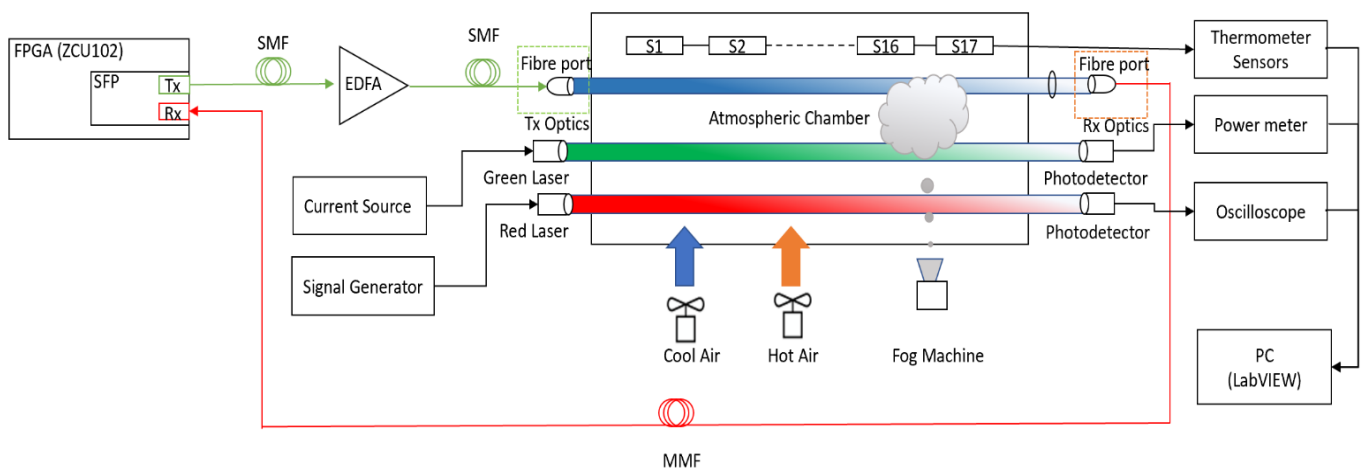 FPGA (ZCU102)
SFP
Tx
Rx
SMF
EDFA
SMF
Fibre port
Tx Optics
S1
S2
S16
S17
Atmospheric Chamber
Fibre port
Rx Optics
Thermometer
Sensors
Power meter
Oscilloscope
PC
(LabVIEW)
Green Laser
Photodetector
Current Source
Red Laser
Photodetector
Signal Generator
Cool Air
Hot Air
Fog Machine
MMF